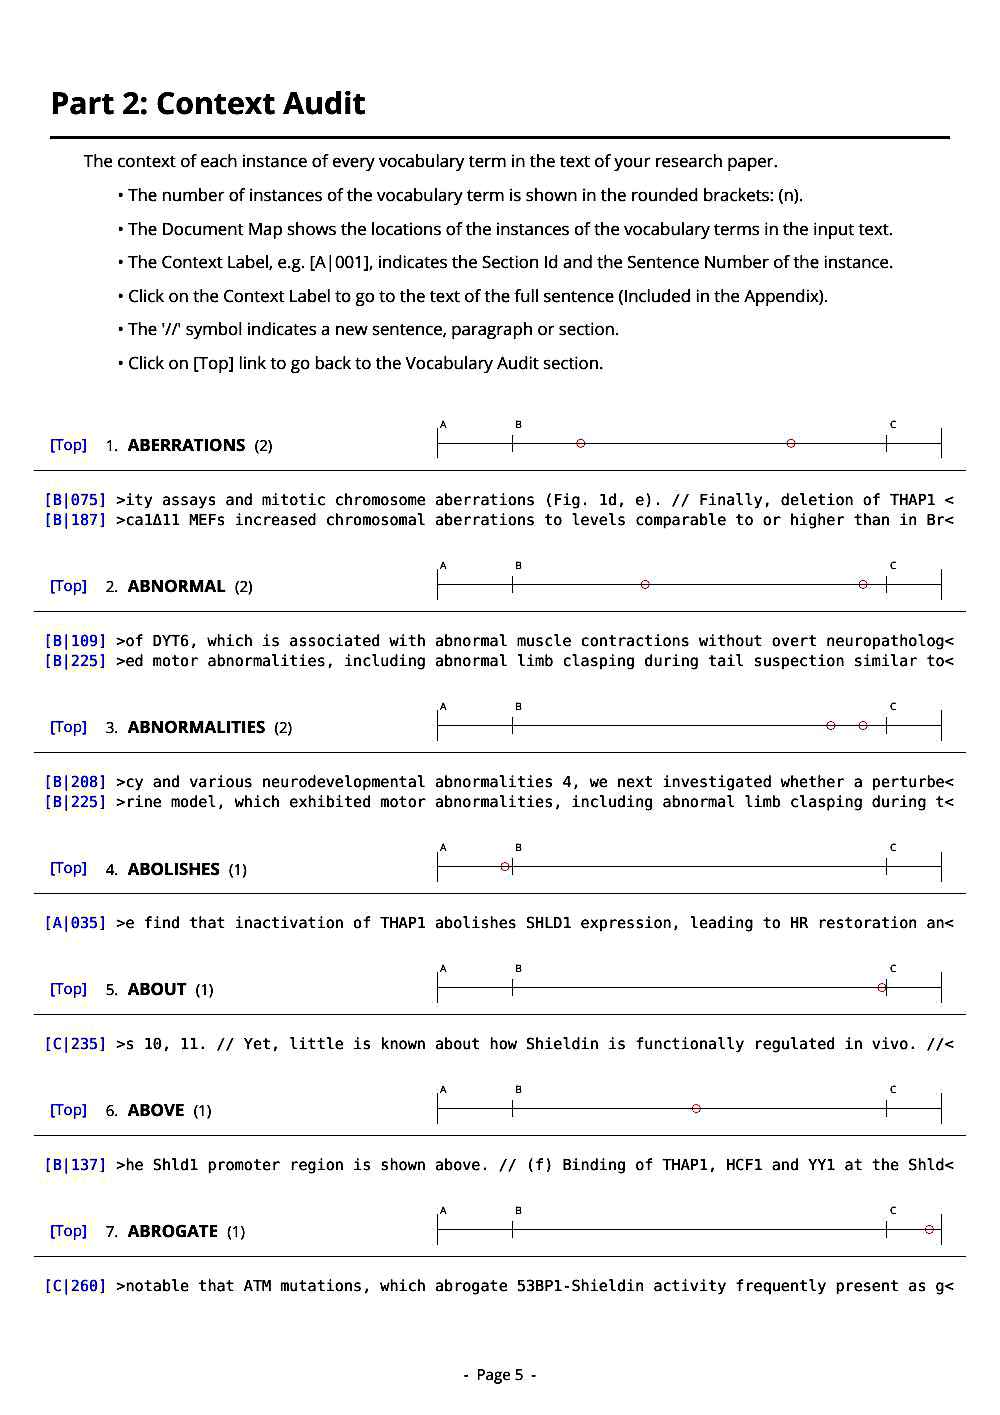 Part 2: Context Audit
The context of each instance of every vocabulary term in the text of your research paper.
• The number of instances of the vocabulary term is shown in the rounded brackets: (n).
• The Document Map shows the locations of the instances of the vocabulary terms in the input text.
• The Context Label, e.g. [A|001], indicates the Section Id and the Sentence Number of the instance.
• Click on the Context Label to go to the text of the full sentence (Included in the Appendix).
• The '//' symbol indicates a new sentence, paragraph or section.
• Click on [Top] link to go back to the Vocabulary Audit section.
A B C
[Top] 1. ABERRATIONS (2)
[B|075] >ity assays and mitotic chromosome aberrations (Fig. 1d, e). // Finally, deletion of THAP1 <
[B|187] >ca1Δ11 MEFs increased chromosomal aberrations to levels comparable to or higher than in Br<
A B C
[Top] 2. ABNORMAL (2)
[B|109] >of DYT6, which is associated with abnormal muscle contractions without overt neuropatholog<
[B|225] >ed motor abnormalities, including abnormal limb clasping during tail suspection similar to<
A B C
[Top] 3. ABNORMALITIES (2)
[B|208] >cy and various neurodevelopmental abnormalities 4, we next investigated whether a perturbe<
[B|225] >rine model, which exhibited motor abnormalities, including abnormal limb clasping during t<
A B C
[Top] 4. ABOLISHES (1)
[A|035] >e find that inactivation of THAP1 abolishes SHLD1 expression, leading to HR restoration an<
A B C
[Top] 5. ABOUT (1)
[C|235] >s 10, 11. // Yet, little is known about how Shieldin is functionally regulated in vivo. //<
A B C
[Top] 6. ABOVE (1)
[B|137] >he Shld1 promoter region is shown above. // (f) Binding of THAP1, HCF1 and YY1 at the Shld<
A B C
[Top] 7. ABROGATE (1)
[C|260] >notable that ATM mutations, which abrogate 53BP1-Shieldin activity frequently present as g<
- Page 5 -